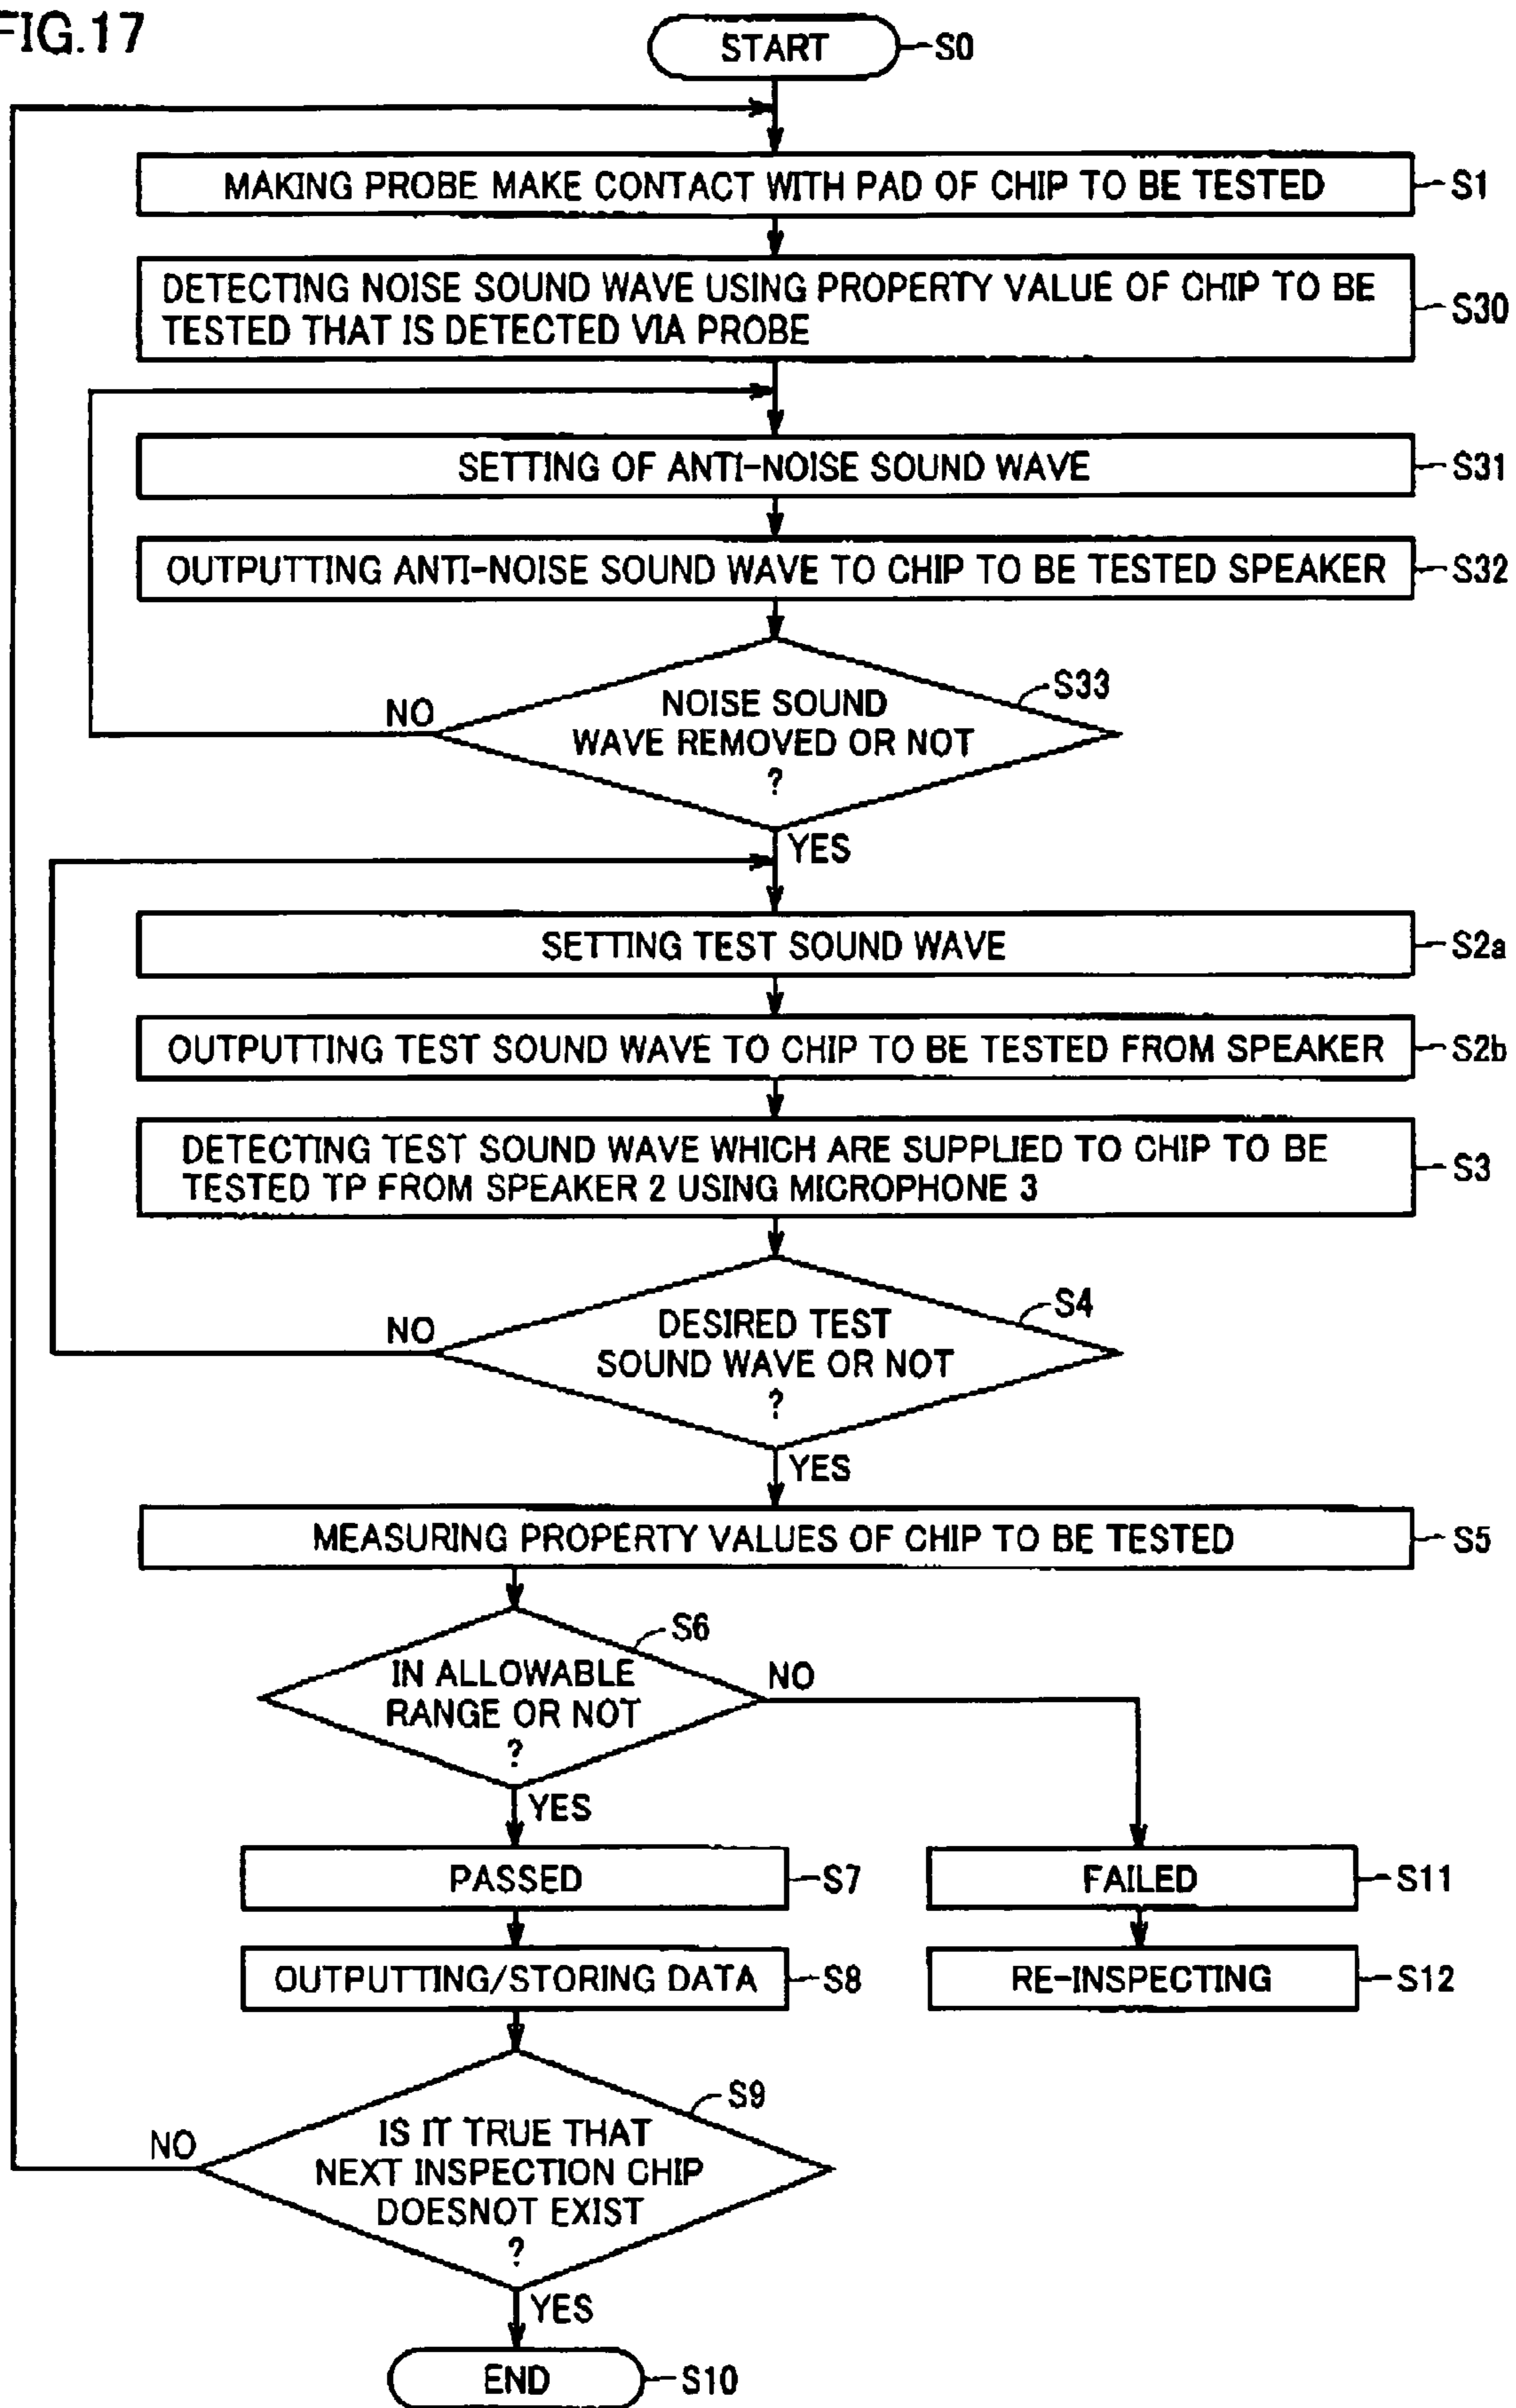 FIG.17
START
S0
MAKING PROBE MAKE CONTACT WITH PAD OF CHIP TO BE TESTED
S1
DETECTING NOISE SOUND WAVE USING PROPERTY VALUE OF CHIP TO BE
TESTED THAT IS DETECTED VIA PROBE
S30
SETTING OF ANTI-NOISE SOUND WAVE
S31
OUTPUTTING ANTI-NOISE SOUND WAVE TO CHIP TO BE TESTED SPEAKER
S32
S33
NOISE SOUND
WAVE REMOVED OR NOT
?
NO
YES
SETTING TEST SOUND WAVE
S2a
OUTPUTTING TEST SOUND WAVE TO CHIP TO BE TESTED FROM SPEAKER
S2b
DETECTING TEST SOUND WAVE WHICH ARE SUPPLIED TO CHIP TO BE
TESTED TP FROM SPEAKER 2 USING MICROPHONE 3
S3
S4
DESIRED TEST
SOUND WAVE OR NOT
?
NO
YES
MEASURING PROPERTY VALUES OF CHIP TO BE TESTED
S5
S6
IN ALLOWABLE
RANGE OR NOT
?
NO
YES
PASSED
S7
FAILED
S11
OUTPUTTING/STORING DATA
S8
RE-INSPECTING
S12
S9
IS IT TRUE THAT
NEXT INSPECTION CHIP
DOESNOT EXIST
?
NO
YES
END
S10